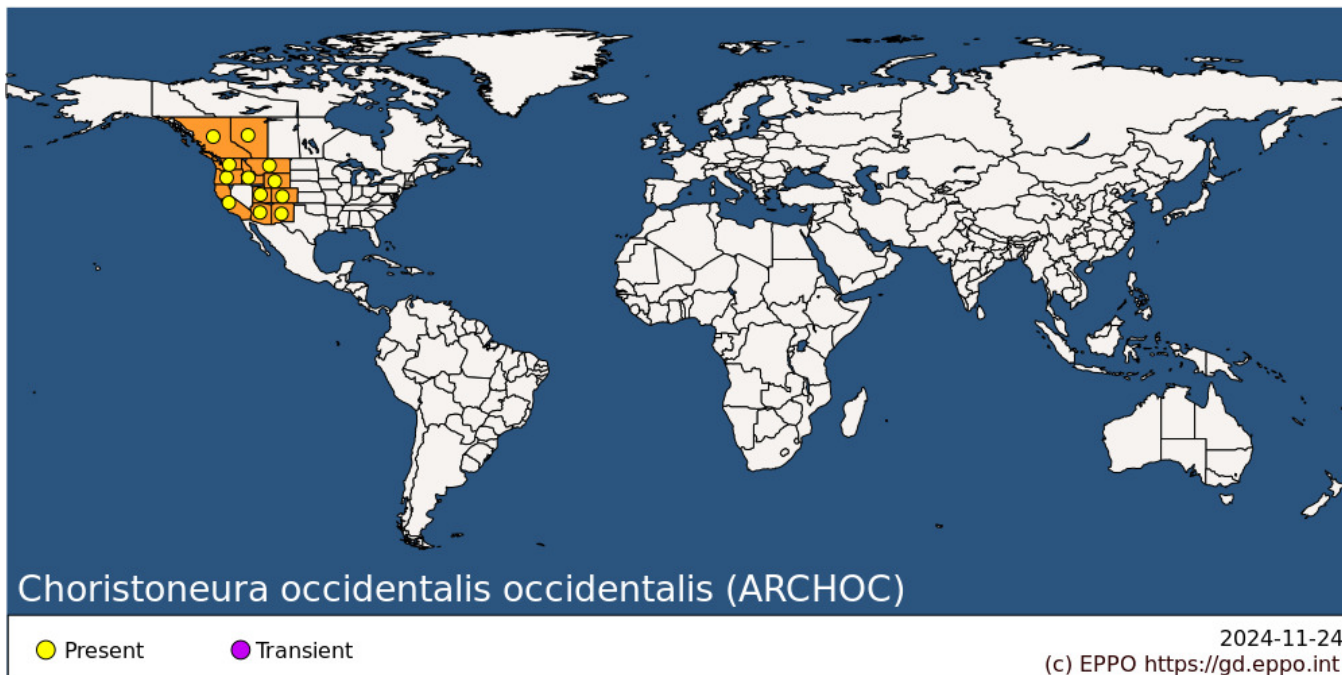 Choristoneura occidentalis occidentalis (ARCHOC)
Present
Transient
2024-11-24
(c) EPPO https://gd.eppo.int